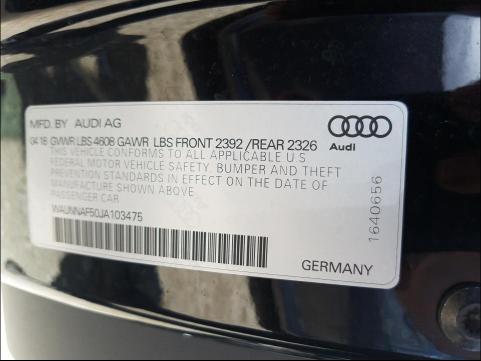 MFD. BY AUDI AG
04 18 GVWR LBS 4608 GAWR LBS FRONT 2392 /REAR 2326
THIS VEHICLE CONFORMS TO ALL APPLICABLE U.S
FEDERAL MOTOR VEHICLE SAFETY, BUMPER AND THEFT
PREVENTION STANDARDS IN EFFECT ON THE DATE
OF MANUFACTURE SHOWN ABOVE
PASSENGER CAR
WAUNNAF50JA103475
Audi
1640656
GERMANY